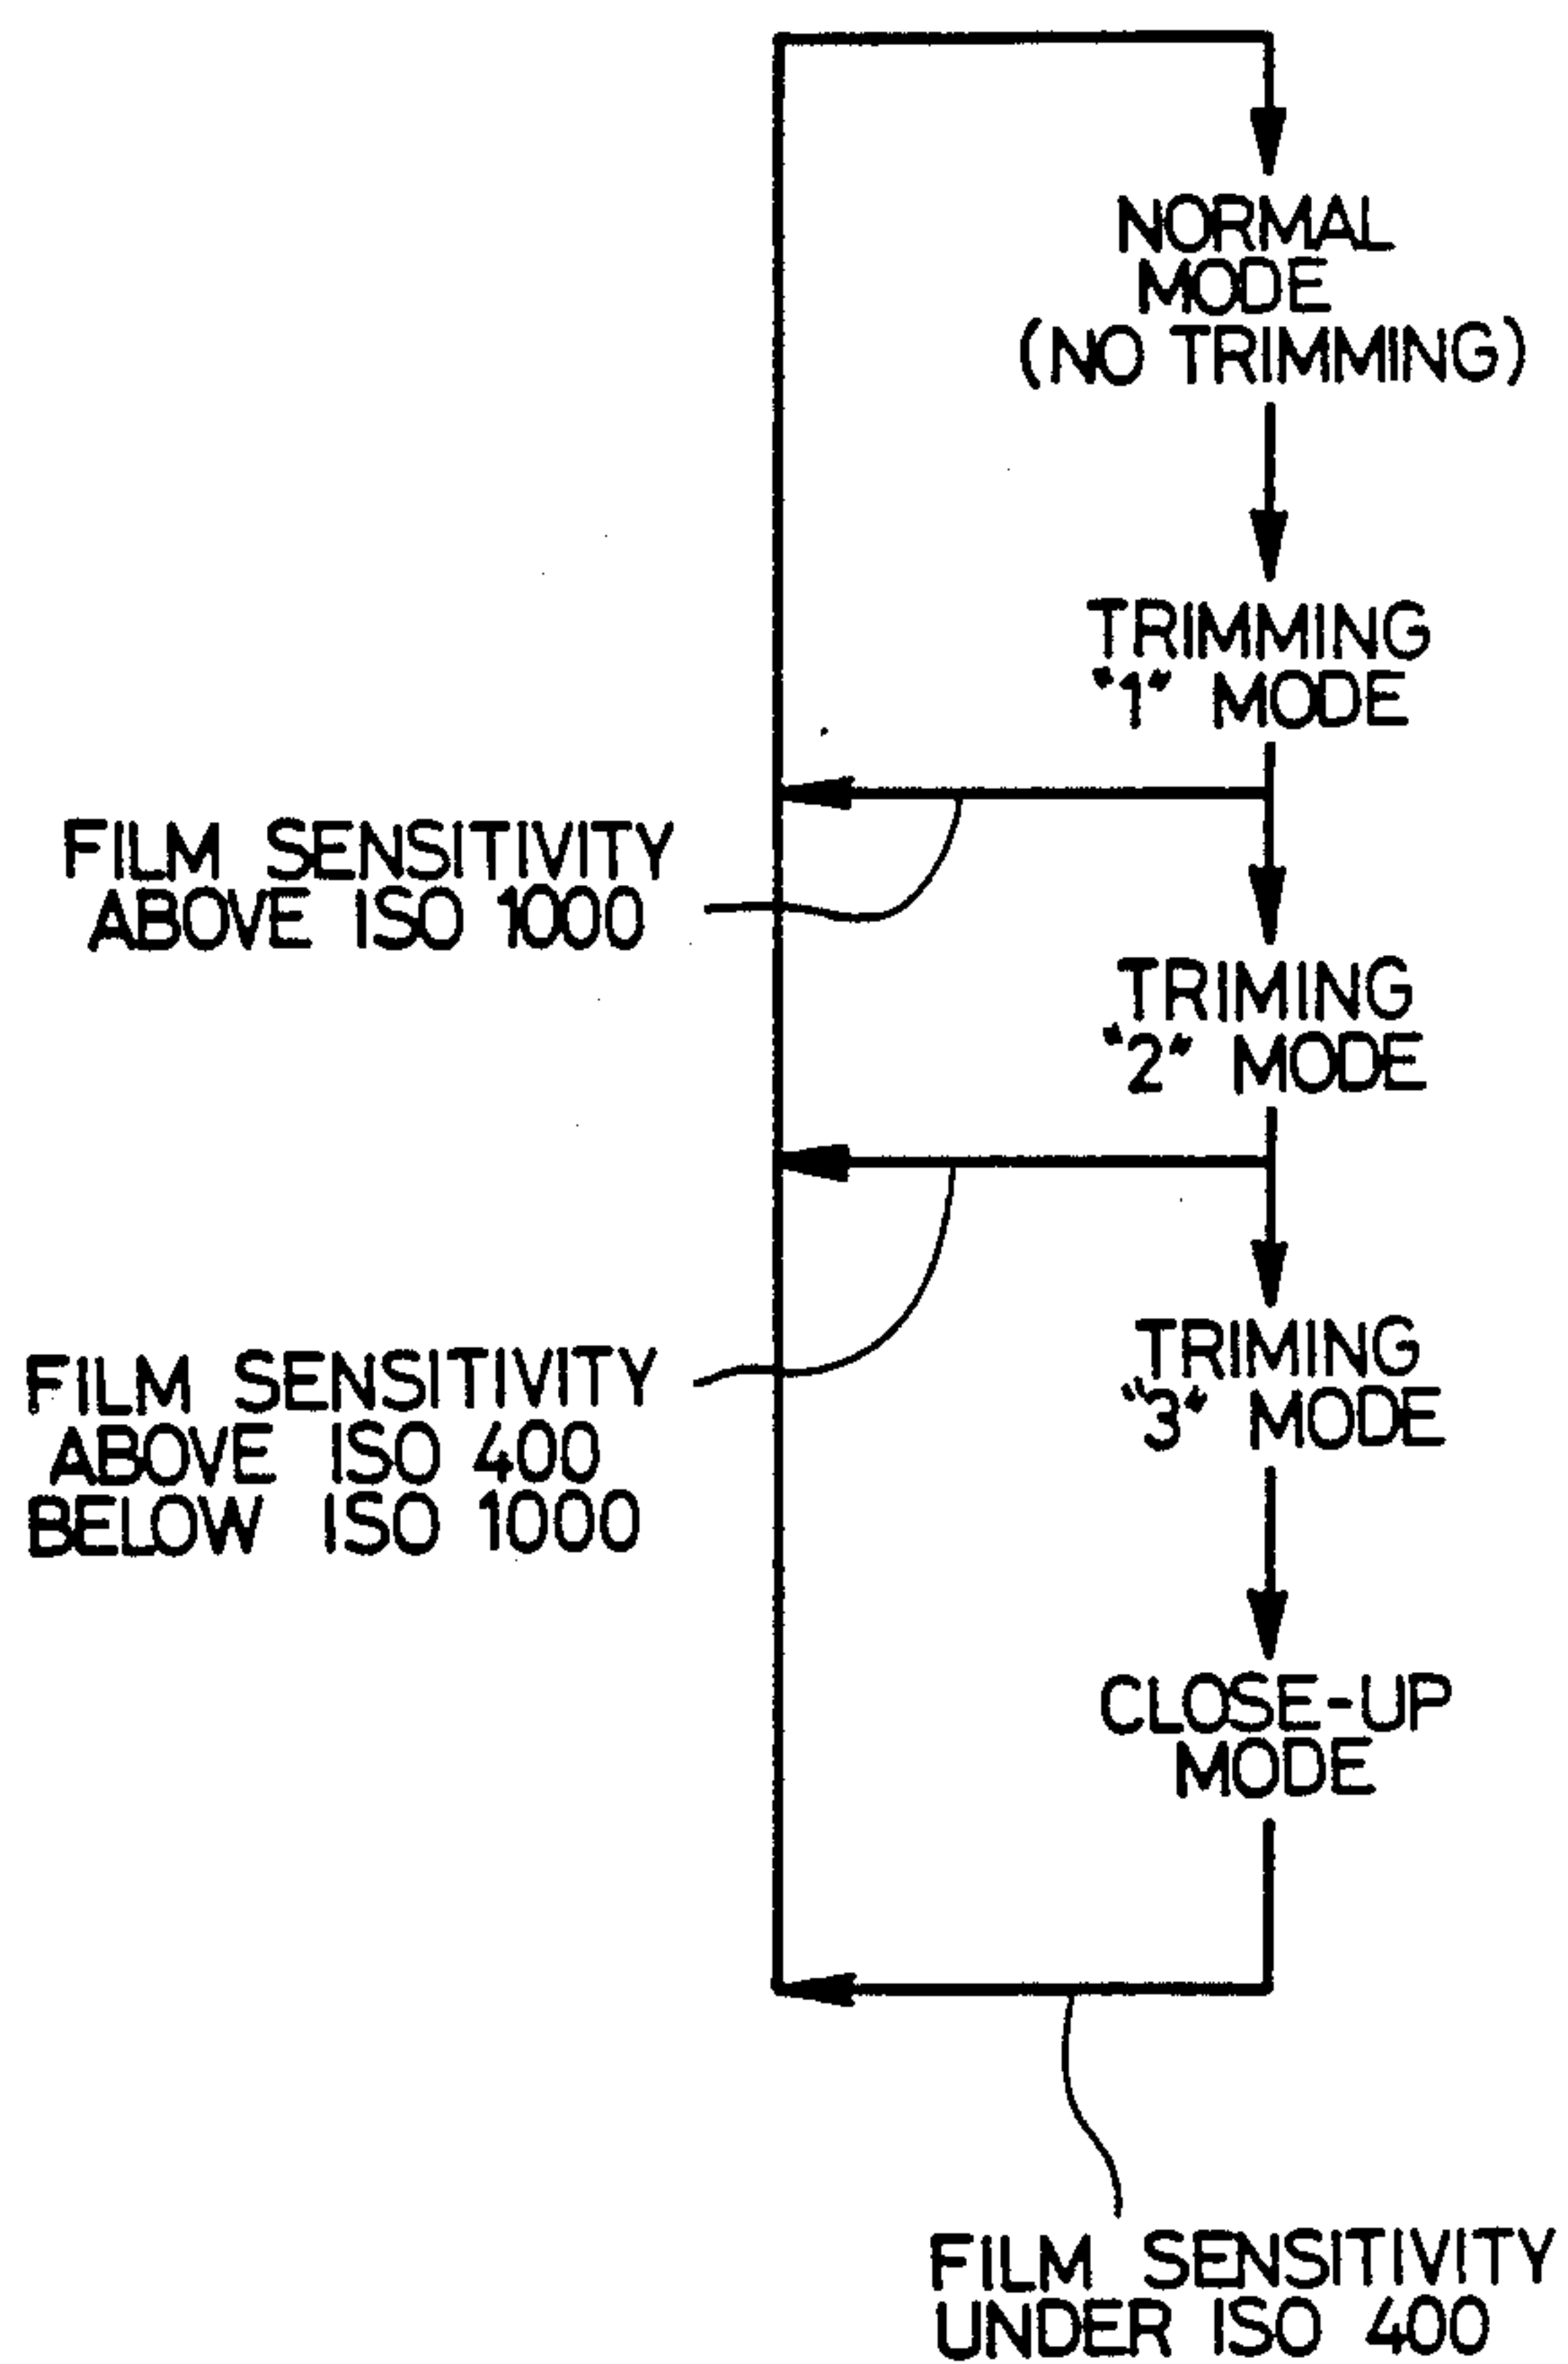 NORMAL
MODE
(NO TRIMMING)
TRIMMING
"1" MODE
FILM SENSITIVITY
ABOVE ISO 1000
TRIMING
"2" MODE
TRIMING
"3" MODE
FILM SENSITIVITY
ABOVE ISO 400
BELOW ISO 1000
CLOSE-UP
MODE
FILM SENSITIVITY
UNDER ISO 400